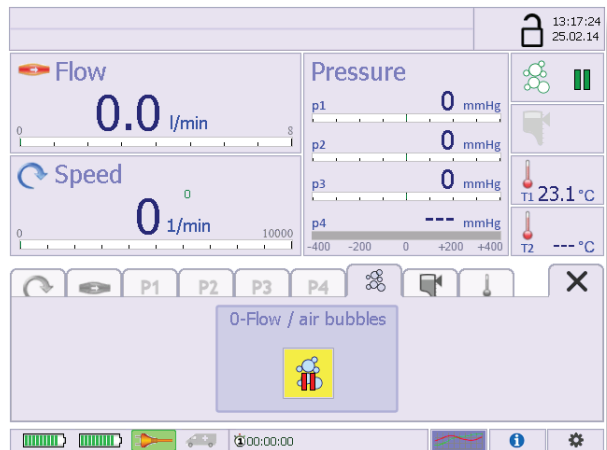 13:17:24
25.02.14
Flow
0.0 l/min
0 8
Speed
0
0 1/min
0 10000
Pressure
p1 0 mmHg
p2 0 mmHg
p3 0 mmHg
p4 --- mmHg
-400 -200 0 +200 +400
T1 23.1 °C
T2 --- °C
P1 P2 P3 P4
0-Flow / air bubbles
1 00:00:00
i